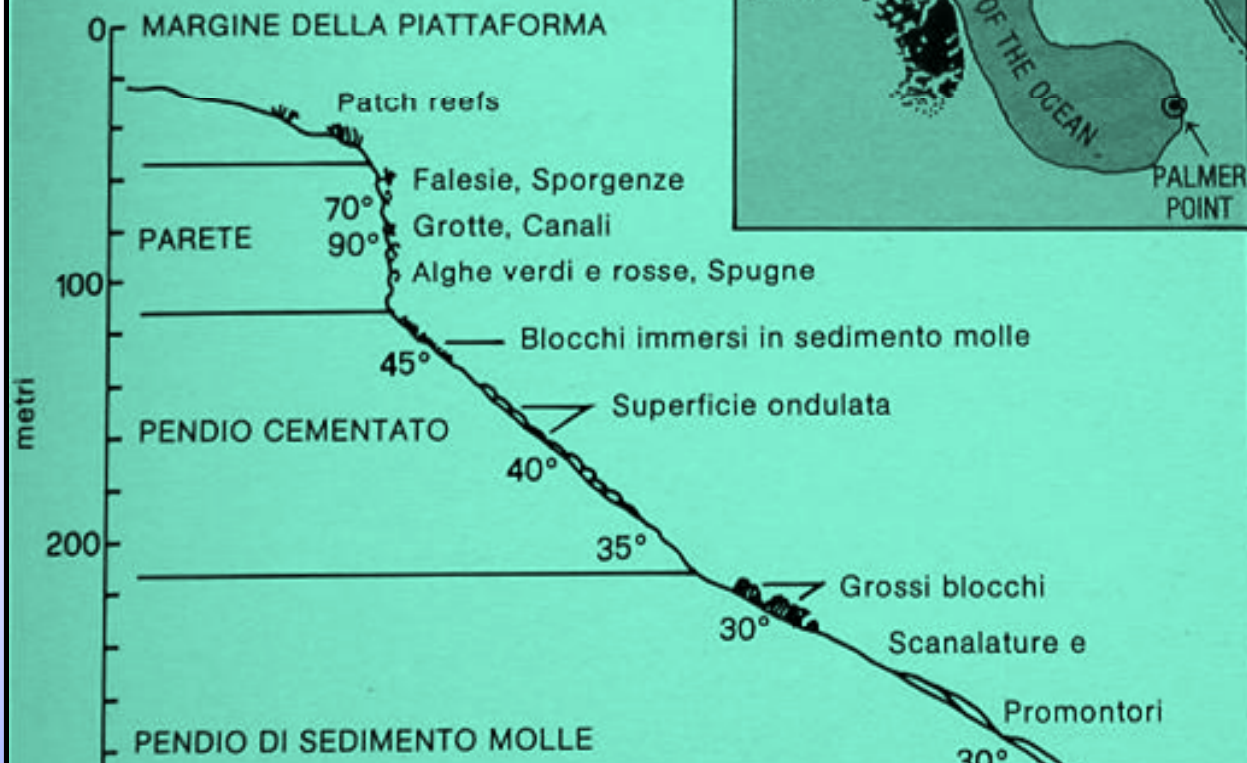 0
MARGINE DELLA PIATTAFORMA
Patch reefs
Falesie, Sporgenze
70°
Grotte, Canali
PARETE
90°
Alghe verdi e rosse, Spugne
100
Blocchi immersi in sedimento molle
45°
Superficie ondulata
metri
PENDIO CEMENTATO
40°
200
35°
Grossi blocchi
30°
Scanalature e
Promontori
PENDIO DI SEDIMENTO MOLLE
30°
OF THE OCEAN
PALMER
POINT